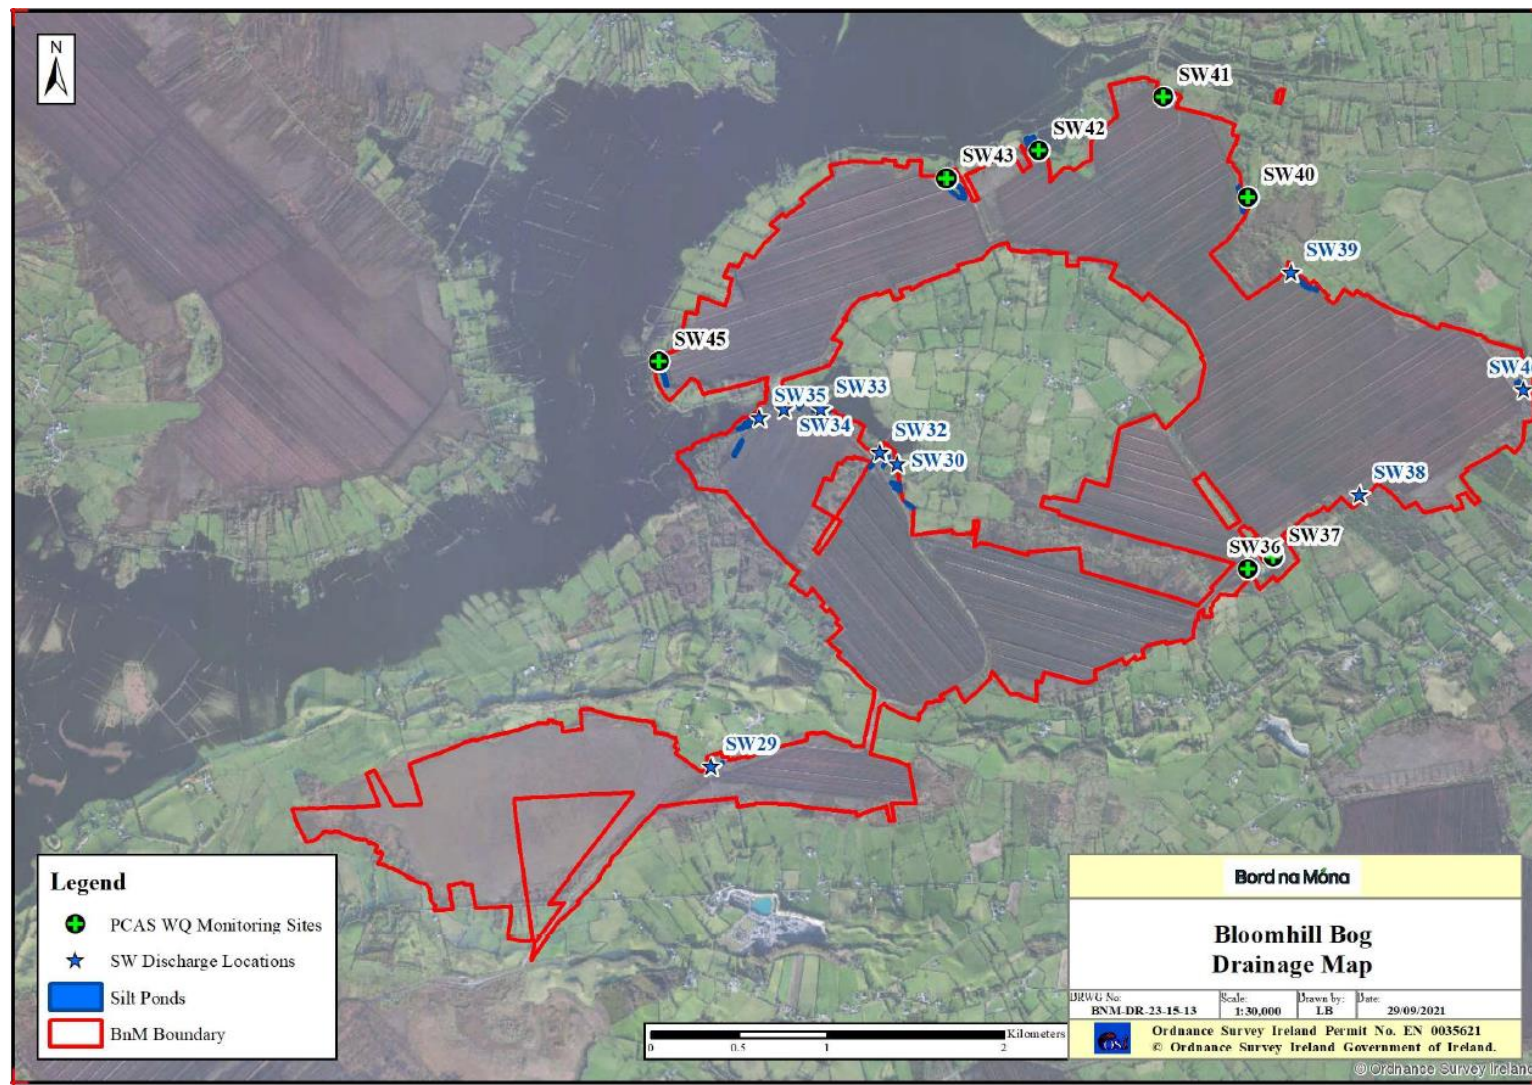 N
SW41
SW42
SW43
SW40
SW39
SW45
SW33
SW35
SW34
SW32
SW30
SW38
SW37
SW36
SW29
Legend
PCAS WQ Monitoring Sites
SW Discharge Locations
Silt Ponds
BnM Boundary
Kilometers
0 0.5 1 2
Bord na Móna
Bloomhill Bog
Drainage Map
DRWG No: Scale: Drawn by: Date:
BNM-DR-23-15-13 1:30,000 LB 29/09/2021
Ordnance Survey Ireland Permit No. EN 0035621
© Ordnance Survey Ireland Government of Ireland.
© Ordnance Survey Ireland